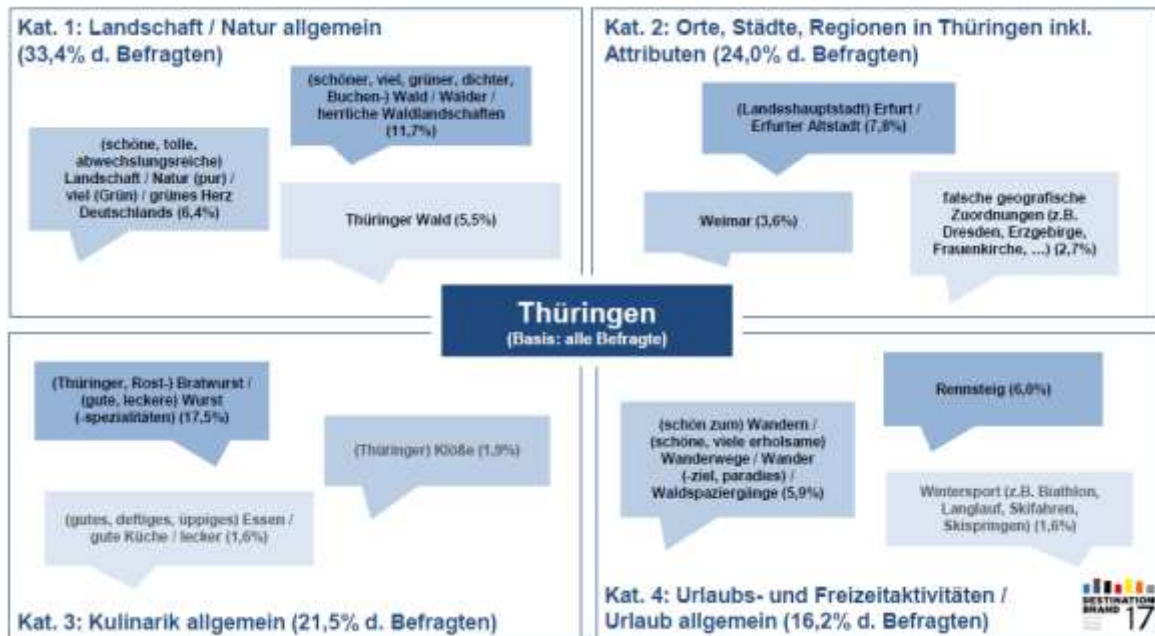 Kat. 1: Landschaft / Natur allgemein
(33,4% d. Befragten)
(schöner, viel, grüner, dichter,
Buchen-) Wald / Wälder /
herrliche Waldlandschaften
(11,7%)
(schöne, tolle,
abwechslungsreiche)
Landschaft / Natur (pur) /
viel (Grün) / grünes Herz
Deutschlands (6,4%)
Thüringer Wald (5,5%)
Kat. 2: Orte, Städte, Regionen in Thüringen inkl.
Attributen (24,0% d. Befragten)
(Landeshauptstadt) Erfurt /
Erfurter Altstadt (7,8%)
Weimar (3,6%)
falsche geografische
Zuordnungen (z.B.
Dresden, Erzgebirge,
Frauenkirche, ...) (2,7%)
Thüringen
(Basis: alle Befragte)
(Thüringer, Rost-) Bratwurst /
(gute, leckere) Wurst
(-spezialitäten) (17,5%)
(Thüringer) Klöße (1,9%)
(gutes, deftiges, üppiges) Essen /
gute Küche / lecker (1,6%)
Kat. 3: Kulinarik allgemein (21,5% d. Befragten)
Rennsteig (6,0%)
(schön zum) Wandern /
(schöne, viele erholsame)
Wanderwege / Wander
(-ziel, paradies) /
Waldspaziergänge (5,9%)
Wintersport (z.B. Biathlon,
Langlauf, Skifahren,
Skispringen) (1,6%)
Kat. 4: Urlaubs- und Freizeitaktivitäten /
Urlaub allgemein (16,2% d. Befragten)
DESTINATION
BRAND 17